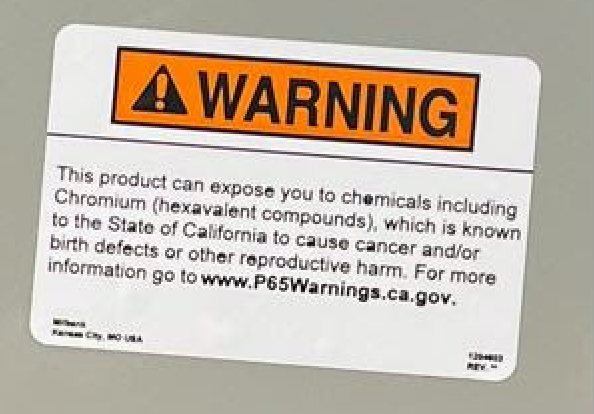 WARNING
This product can expose you to chemicals including
Chromium (hexavalent compounds), which is known
to the State of California to cause cancer and/or
birth defects or other reproductive harm. For more
information go to www.P65Warnings.ca.gov.
Milbank
Kansas City, MO USA
REV. **